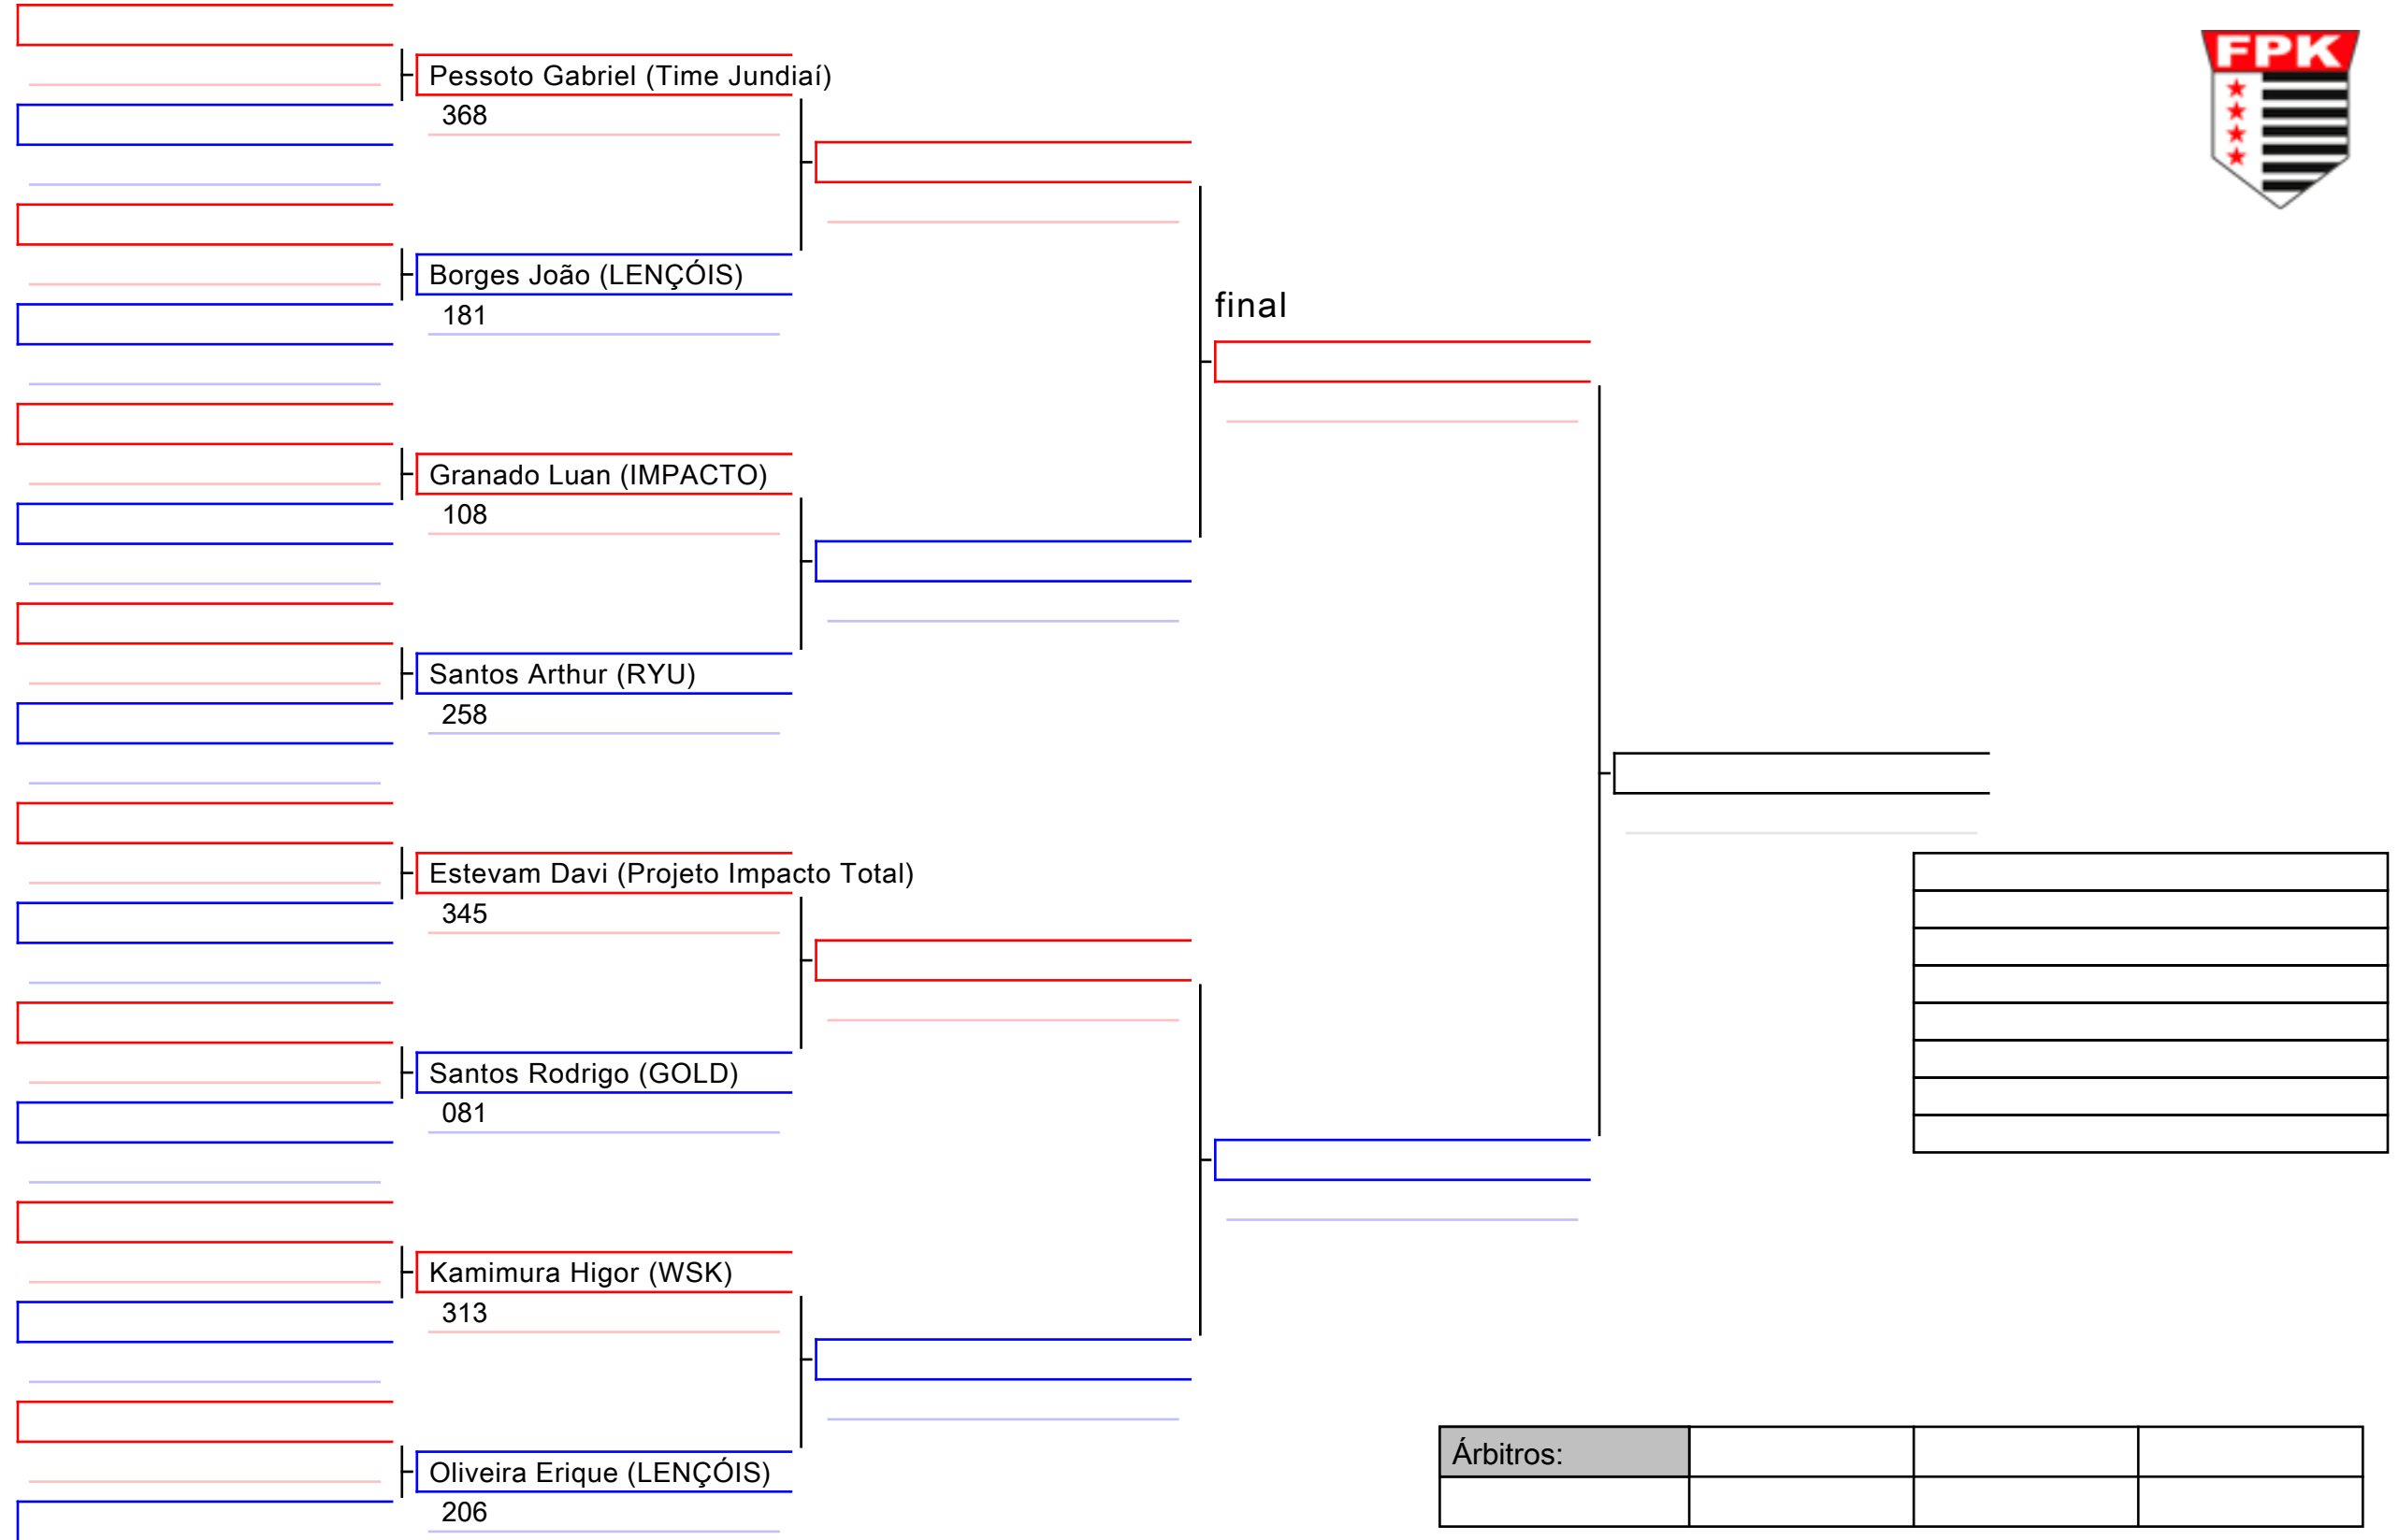 FPK
Pessoto Gabriel (Time Jundiaí)
368
Borges João (LENÇÓIS)
181
final
Granado Luan (IMPACTO)
108
Santos Arthur (RYU)
258
Estevam Davi (Projeto Impacto Total)
345
Santos Rodrigo (GOLD)
081
Kamimura Higor (WSK)
313
Oliveira Erique (LENÇÓIS)
206
Árbitros: